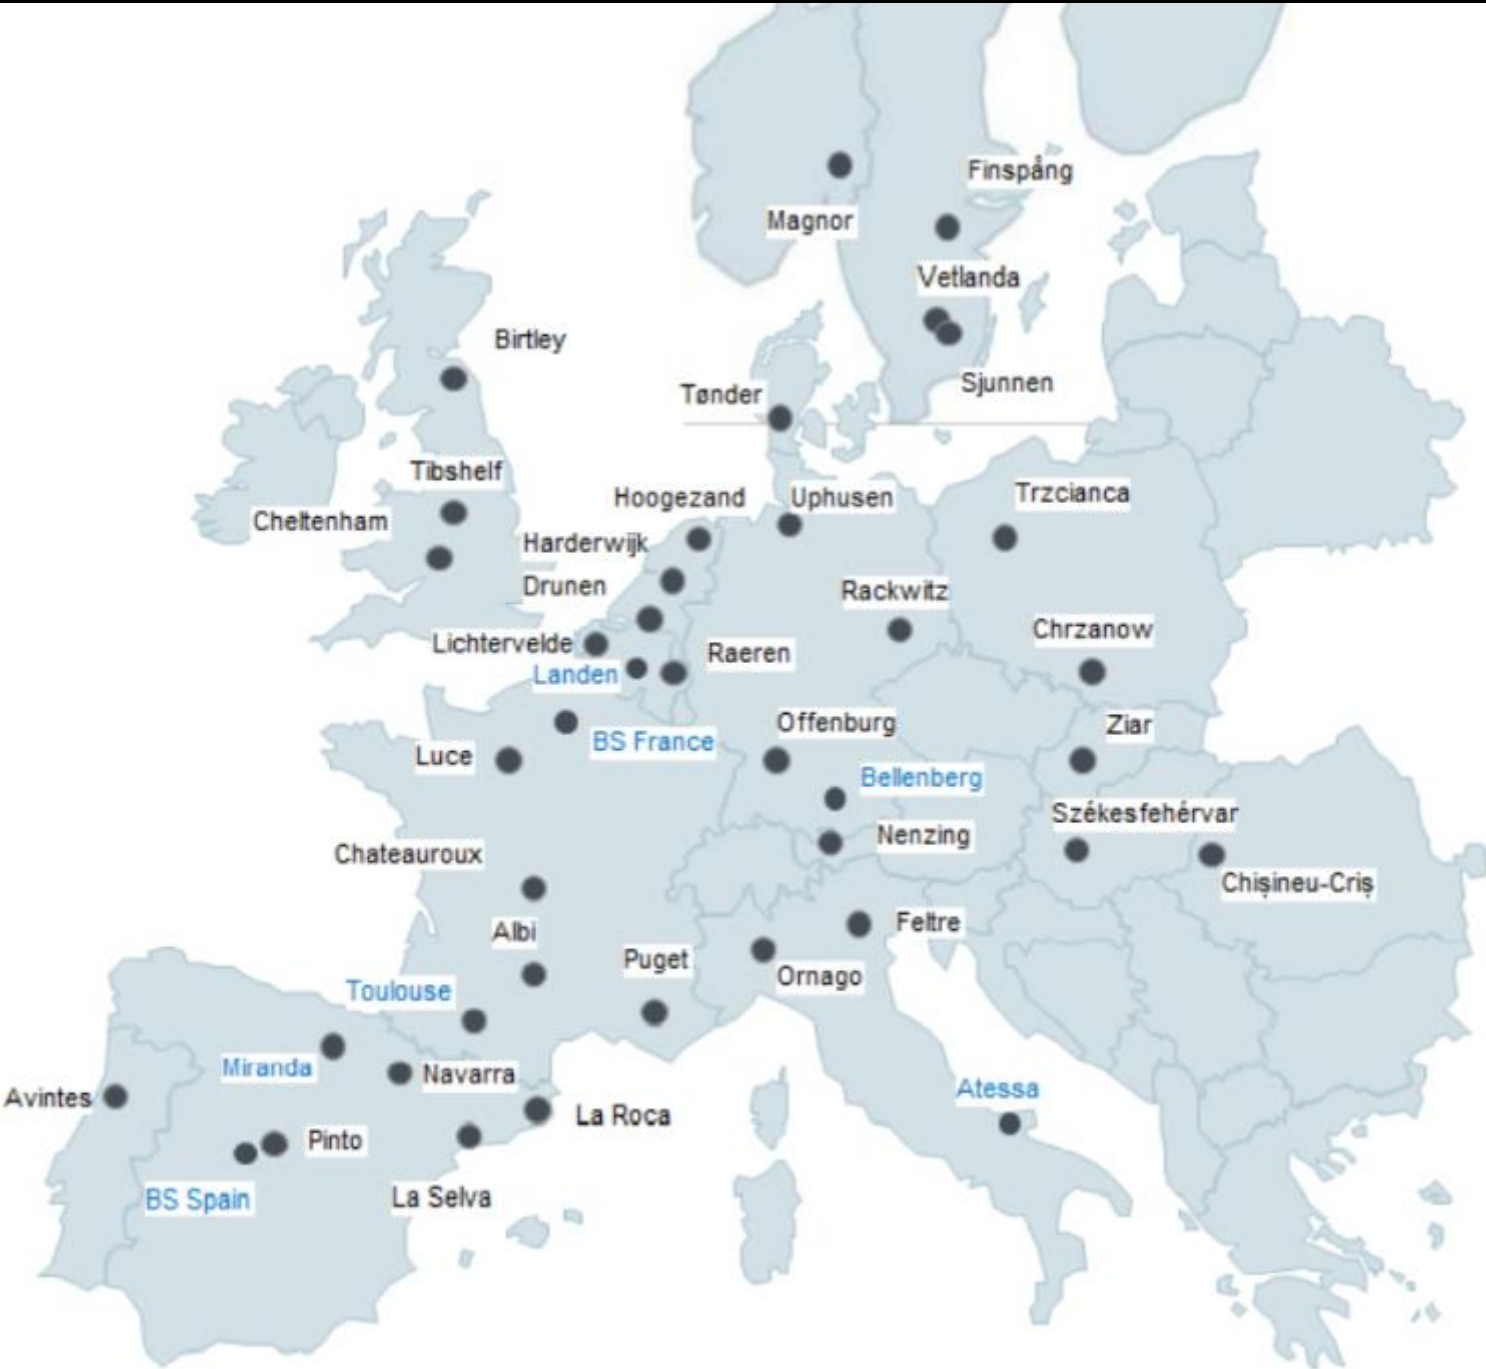 Finspång
Magnor
Vetlanda
Birtley
Sjunnen
Tønder
Tibshelf
Hoogezand
Uphusen
Trzcianca
Cheltenham
Harderwijk
Drunen
Rackwitz
Chrzanow
Lichtervelde
Raeren
Landen
Offenburg
Ziar
BS France
Luce
Bellenberg
Székesfehérvar
Nenzing
Chateauroux
Chișineu-Criș
Feltre
Albi
Puget
Ornago
Toulouse
Miranda
Navarra
Atessa
Avintes
La Roca
Pinto
La Selva
BS Spain